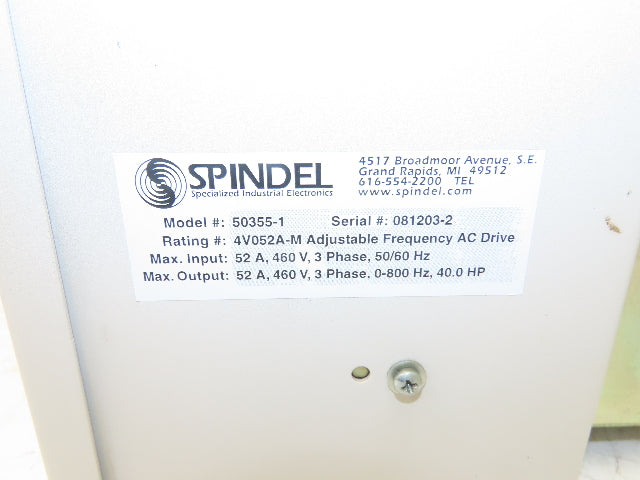 SPINDEL
Specialized Industrial Electronics
4517 Broadmoor Avenue, S.E.
Grand Rapids, MI 49512
616-554-2200 TEL
www.spindel.com
Model #: 50355-1 Serial #: 081203-2
Rating #: 4V052A-M Adjustable Frequency AC Drive
Max. Input: 52 A, 460 V, 3 Phase, 50/60 Hz
Max. Output: 52 A, 460 V, 3 Phase, 0-800 Hz, 40.0 HP